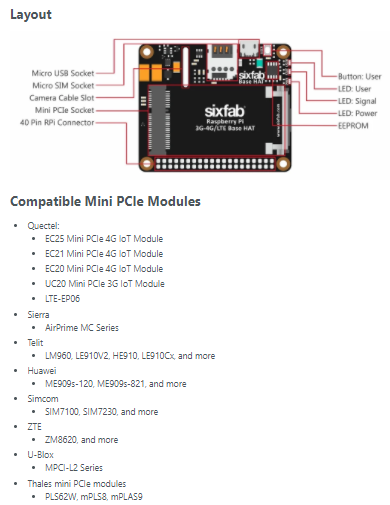 Layout
Micro USB Socket
Micro SIM Socket
Camera Cable Slot
Mini PCIe Socket
40 Pin RPi Connector
sixfab
Base HAT
sixfab
Raspberry Pi
3G-4G/LTE Base HAT
Button: User
LED: User
LED: Signal
LED: Power
EEPROM
Compatible Mini PCIe Modules
Quectel:
EC25 Mini PCIe 4G IoT Module
EC21 Mini PCIe 4G IoT Module
EC20 Mini PCIe 4G IoT Module
UC20 Mini PCIe 3G IoT Module
LTE-EP06
Sierra
AirPrime MC Series
Telit
LM960, LE910V2, HE910, LE910Cx, and more
Huawei
ME909s-120, ME909s-821, and more
Simcom
SIM7100, SIM7230, and more
ZTE
ZM8620, and more
U-Blox
MPCI-L2 Series
Thales mini PCIe modules
PLS62W, mPLS8, mPLAS9